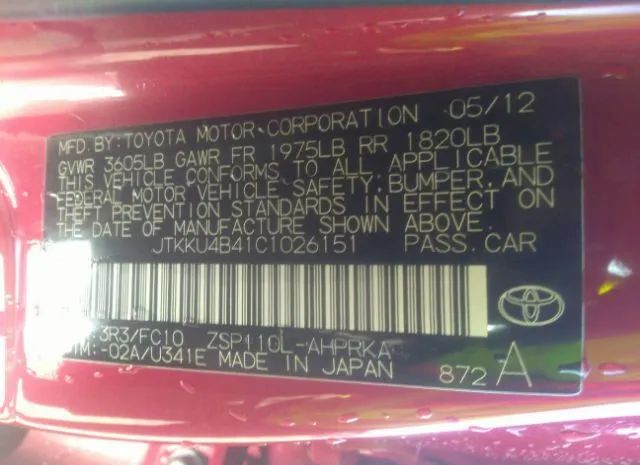 MFD.BY:TOYOTA MOTOR CORPORATION 05/12
GVWR 3605LB GAWR FR 1975LB RR 1820LB
THIS VEHICLE CONFORMS TO ALL APPLICABLE
FEDERAL MOTOR VEHICLE SAFETY,BUMPER,AND
THEFT PREVENTION STANDARDS IN EFFECT ON
THE DATE OF MANUFACTURE SHOWN ABOVE.
JTKKU4B41C1026151 PASS.CAR
3R3/FC10 ZSP110L-AHPRKA
-02A/U341E MADE IN JAPAN 872 A